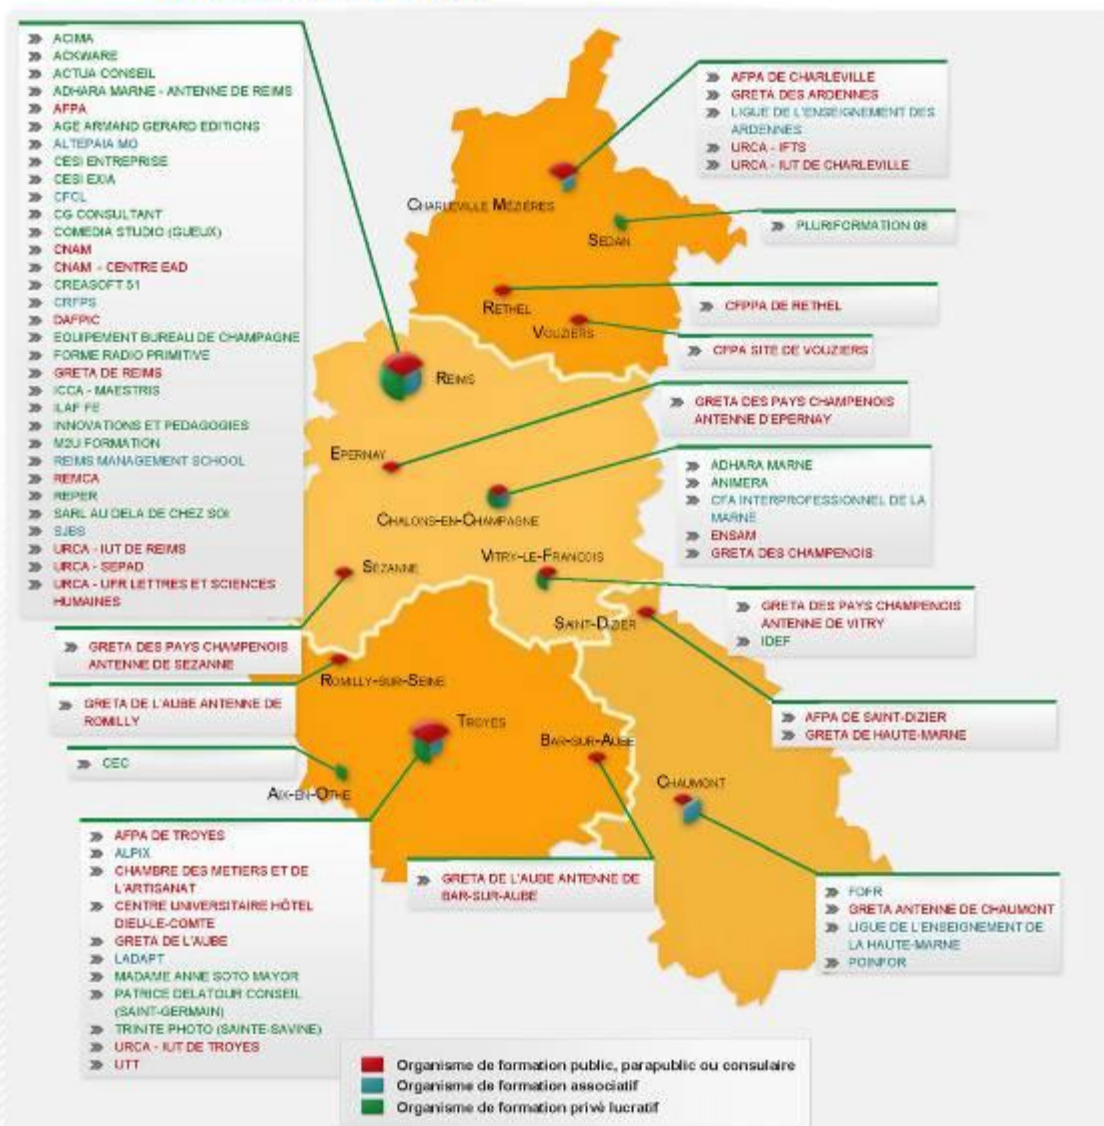 ACIMA
ACKWARE
ACTUA CONSEIL
ADHARA MARNE - ANTENNE DE REIMS
AFPA
AGE ARMAND GERARD EDITIONS
ALTEPAIA MO
CESI ENTREPRISE
CESI EXIA
CFCL
CG CONSULTANT
COMEDIA STUDIO (GUEUX)
CNAM
CNAM - CENTRE EAD
CREASOFT 51
CRFPS
DAFPIC
EQUIPEMENT BUREAU DE CHAMPAGNE
FORME RADIO PRIMITIVE
GRETA DE REIMS
ICCA - MAESTRIS
ILAF FE
INNOVATIONS ET PEDAGOGIES
M2U FORMATION
REIMS MANAGEMENT SCHOOL
REMCA
REPER
SARL AU DELA DE CHEZ SOI
SJBS
URCA - IUT DE REIMS
URCA - SEPAD
URCA - UFR LETTRES ET SCIENCES
HUMAINES
AFPA DE CHARLEVILLE
GRETA DES ARDENNES
LIGUE DE L'ENSEIGNEMENT DES
ARDENNES
URCA - IFTS
URCA - IUT DE CHARLEVILLE
CHARLEVILLE MÉZIÈRES
SEDAN
PLURIFORMATION 08
RETHEL
CFPPA DE RETHEL
VOUZIERS
CFPA SITE DE VOUZIERS
REIMS
GRETA DES PAYS CHAMPENOIS
ANTENNE D'EPERNAY
EPERNAY
ADHARA MARNE
ANIMERA
CFA INTERPROFESSIONNEL DE LA
MARNE
ENSAM
GRETA DES CHAMPENOIS
CHALONS-EN-CHAMPAGNE
VITRY-LE-FRANCOIS
SÉZANNE
SAINT-DIZIER
GRETA DES PAYS CHAMPENOIS
ANTENNE DE VITRY
IDEF
GRETA DES PAYS CHAMPENOIS
ANTENNE DE SEZANNE
ROMILLY-SUR-SEINE
GRETA DE L'AUBE ANTENNE DE
ROMILLY
AFPA DE SAINT-DIZIER
GRETA DE HAUTE-MARNE
TROYES
BAR-SUR-AUBE
CEC
AIX-EN-OTHE
CHAUMONT
AFPA DE TROYES
ALPIX
CHAMBRE DES METIERS ET DE
L'ARTISANAT
CENTRE UNIVERSITAIRE HÔTEL
DIEU-LE-COMTE
GRETA DE L'AUBE
LADAPT
MADAME ANNE SOTO MAYOR
PATRICE DELATOUR CONSEIL
(SAINT-GERMAIN)
TRINITE PHOTO (SAINTE-SAVINE)
URCA - IUT DE TROYES
UTT
GRETA DE L'AUBE ANTENNE DE
BAR-SUR-AUBE
FOFR
GRETA ANTENNE DE CHAUMONT
LIGUE DE L'ENSEIGNEMENT DE
LA HAUTE-MARNE
POINFOR
Organisme de formation public, parapublic ou consulaire
Organisme de formation associatif
Organisme de formation privé lucratif